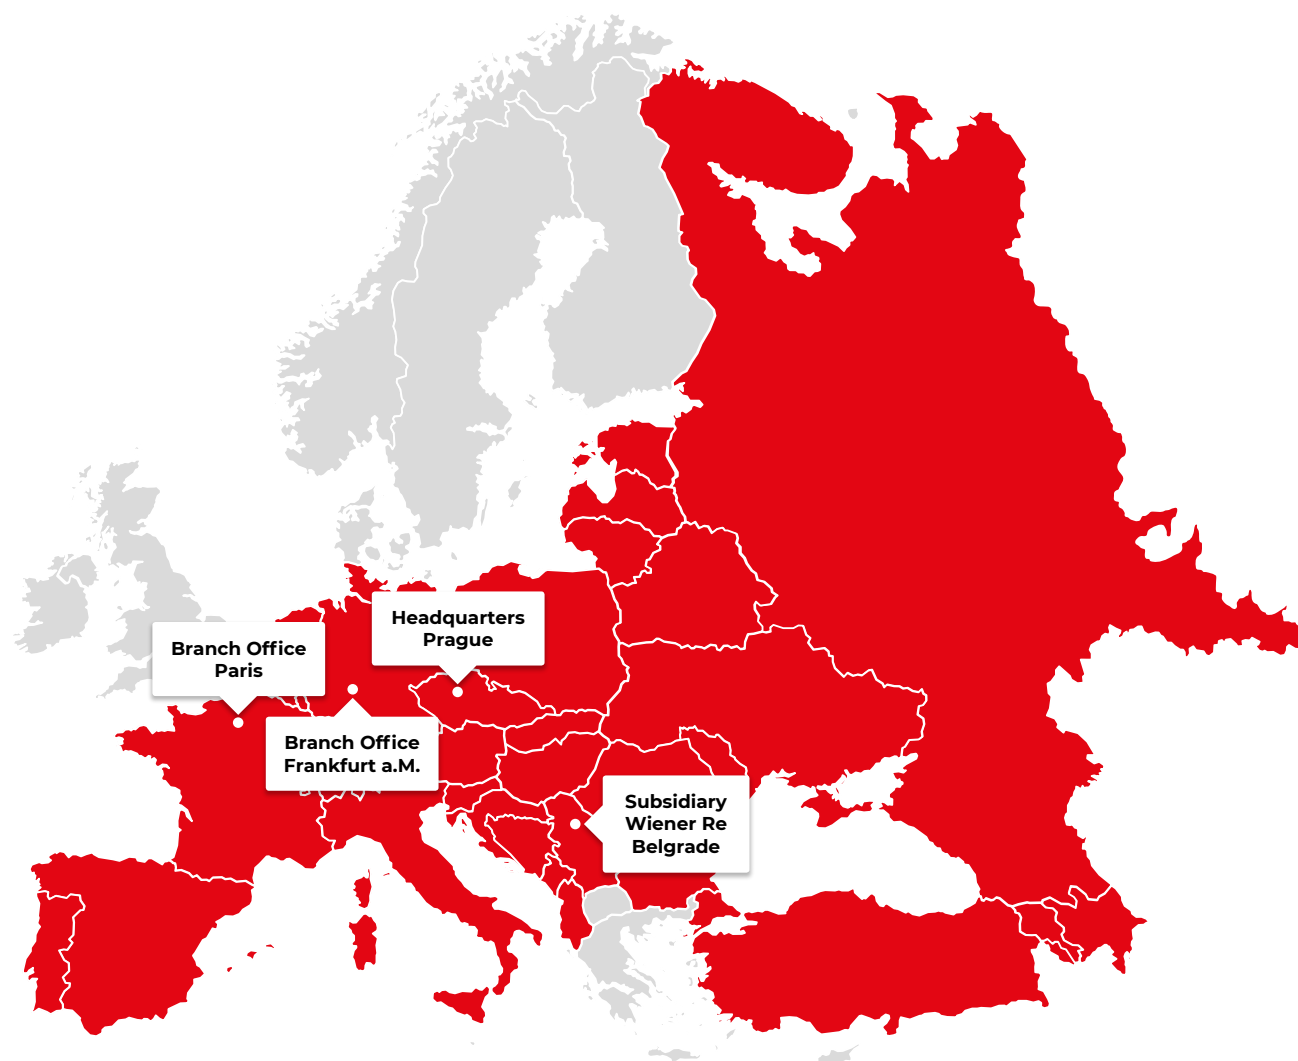 Headquarters
Prague
Branch Office
Paris
Branch Office
Frankfurt a.M.
Subsidiary
Wiener Re
Belgrade